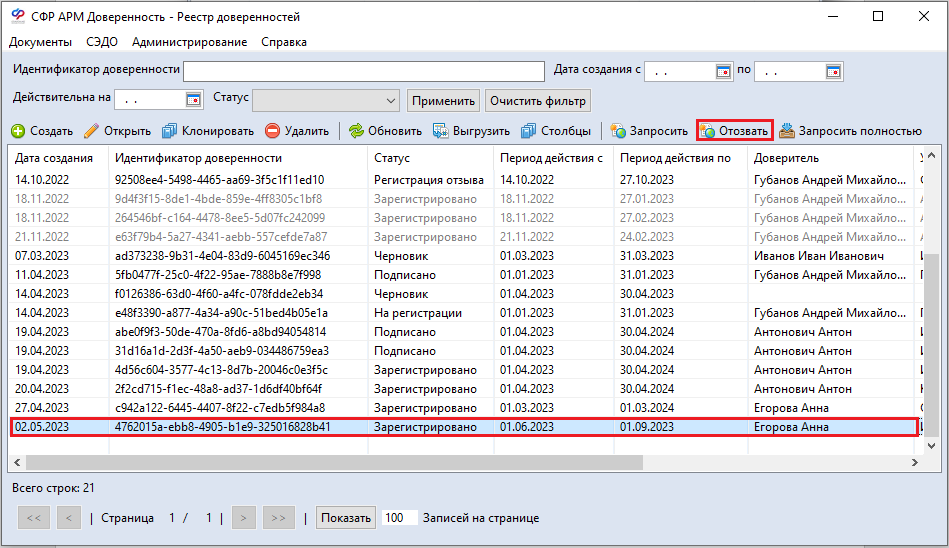 СФР АРМ Доверенность - Реестр доверенностей
Документы СЭДО Администрирование Справка
Идентификатор доверенности Дата создания с . . по . .
Действительна на . . Статус Применить Очистить фильтр
Создать Открыть Клонировать Удалить Обновить Выгрузить Столбцы Запросить Отозвать Запросить полностью
Дата создания Идентификатор доверенности Статус Период действия с Период действия по Доверитель
14.10.2022 92508ee4-5498-4465-aa69-3f5c1f11ed10 Регистрация отзыва 14.10.2022 27.10.2023 Губанов Андрей Михайло...
18.11.2022 9d4f3f15-8de1-4bde-859e-4ff8305c1bf8 Зарегистрировано 18.11.2022 27.01.2023 Губанов Андрей Михайло...
18.11.2022 264546bf-c164-4478-8ee5-5d07fc242099 Зарегистрировано 18.11.2022 27.02.2023 Губанов Андрей Михайло...
21.11.2022 e63f79b4-5a27-4341-aebb-557cefde7a87 Зарегистрировано 21.11.2022 24.02.2023 Губанов Андрей Михайло...
07.03.2023 ad373238-9b31-4e04-83d9-6045169ec346 Черновик 01.03.2023 31.03.2023 Иванов Иван Иванович
11.04.2023 5fb0477f-25c0-4f22-95ae-7888b8e7f998 Подписано 01.01.2023 31.01.2023 Губанов Андрей Михайло...
14.04.2023 f0126386-63d0-4f60-a4fc-078fdde2eb34 Черновик 01.04.2023 30.04.2023
14.04.2023 e48f3390-a877-4a34-a90c-51bed4b05e1a На регистрации 01.01.2023 31.01.2023 Губанов Андрей Михайло...
19.04.2023 abe0f9f3-50de-470a-8fd6-a8bd94054814 Подписано 01.04.2023 30.04.2024 Антонович Антон
19.04.2023 31d16a1d-2d3f-4a50-aeb9-034486759ea3 Подписано 01.04.2023 30.04.2024 Антонович Антон
19.04.2023 4d56c604-3577-4c13-8d7b-20046c0e3f5c Зарегистрировано 01.04.2023 30.04.2024 Антонович Антон
20.04.2023 2f2cd715-f1ec-48a8-ad37-1d6df40bf64f Зарегистрировано 01.04.2023 30.04.2024 Антонович Антон
27.04.2023 c942a122-6445-4407-8f22-c7edb5f984a8 Зарегистрировано 01.03.2023 01.03.2024 Егорова Анна
02.05.2023 4762015a-ebb8-4905-b1e9-325016828b41 Зарегистрировано 01.06.2023 01.09.2023 Егорова Анна
Всего строк: 21
<< < | Страница 1 / 1 | > >> | Показать 100 Записей на странице